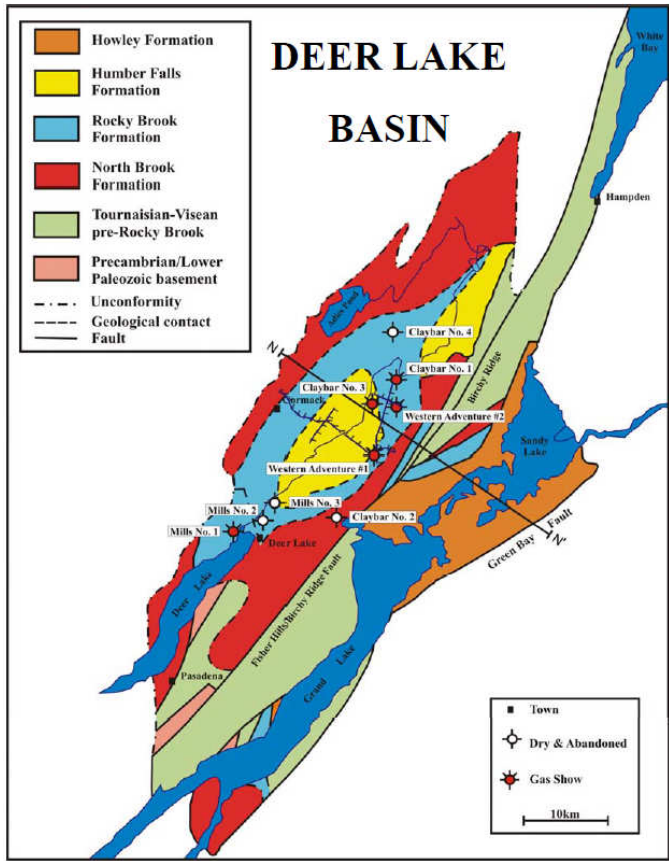 DEER LAKE
BASIN
Howley Formation
Humber Falls
Formation
Rocky Brook
Formation
North Brook
Formation
Tournaisian-Visean
pre-Rocky Brook
Precambrian/Lower
Paleozoic basement
Unconformity
Geological contact
Fault
White
Bay
Hampden
Adies Pond
Claybar No. 4
Claybar No. 1
N
Claybar No. 3
Birchy Ridge
Cormack
Western Adventure #2
Sandy
Lake
Western Adventure #1
Mills No. 3
Mills No. 2
Claybar No. 2
Mills No. 1
Deer Lake
Green Bay Fault
N'
Deer Lake
Fisher Hills/Birchy Ridge Fault
Grand Lake
Pasadena
Town
Dry & Abandoned
Gas Show
10km